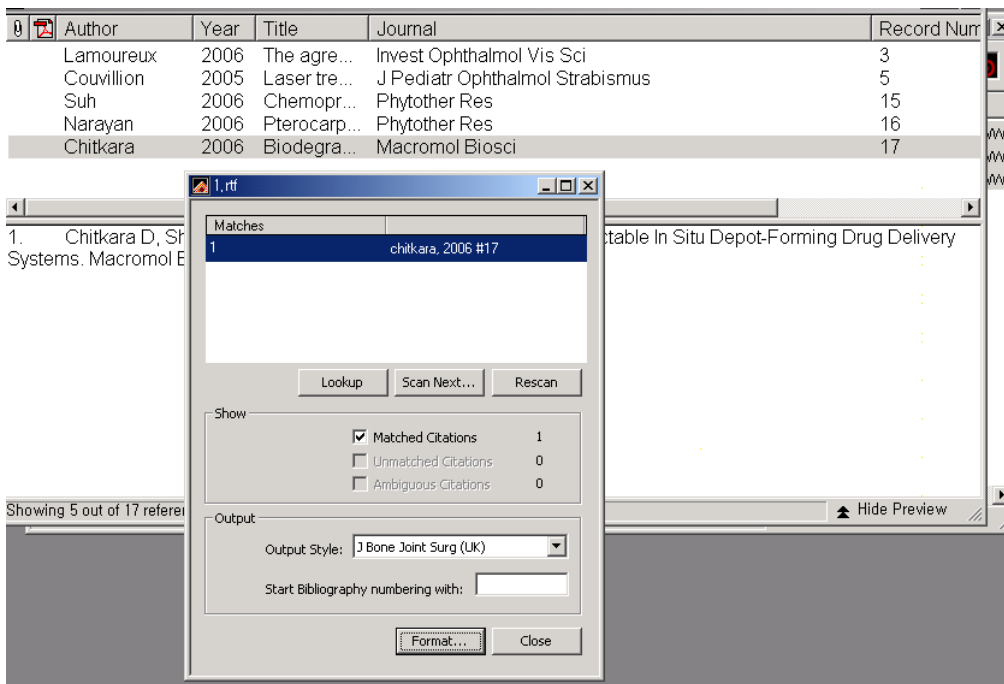 Author Year Title Journal Record Num
Lamoureux 2006 The agre... Invest Ophthalmol Vis Sci 3
Couvillion 2005 Laser tre... J Pediatr Ophthalmol Strabismus 5
Suh 2006 Chemopr... Phytother Res 15
Narayan 2006 Pterocarp... Phytother Res 16
Chitkara 2006 Biodegra... Macromol Biosci 17
1. Chitkara D, Sh ctable In Situ Depot-Forming Drug Delivery
Systems. Macromol B
1.rtf
Matches
1 chitkara, 2006 #17
Lookup Scan Next... Rescan
Show
Matched Citations 1
Unmatched Citations 0
Ambiguous Citations 0
Showing 5 out of 17 refere Hide Preview
Output
Output Style: J Bone Joint Surg (UK)
Start Bibliography numbering with:
Format... Close